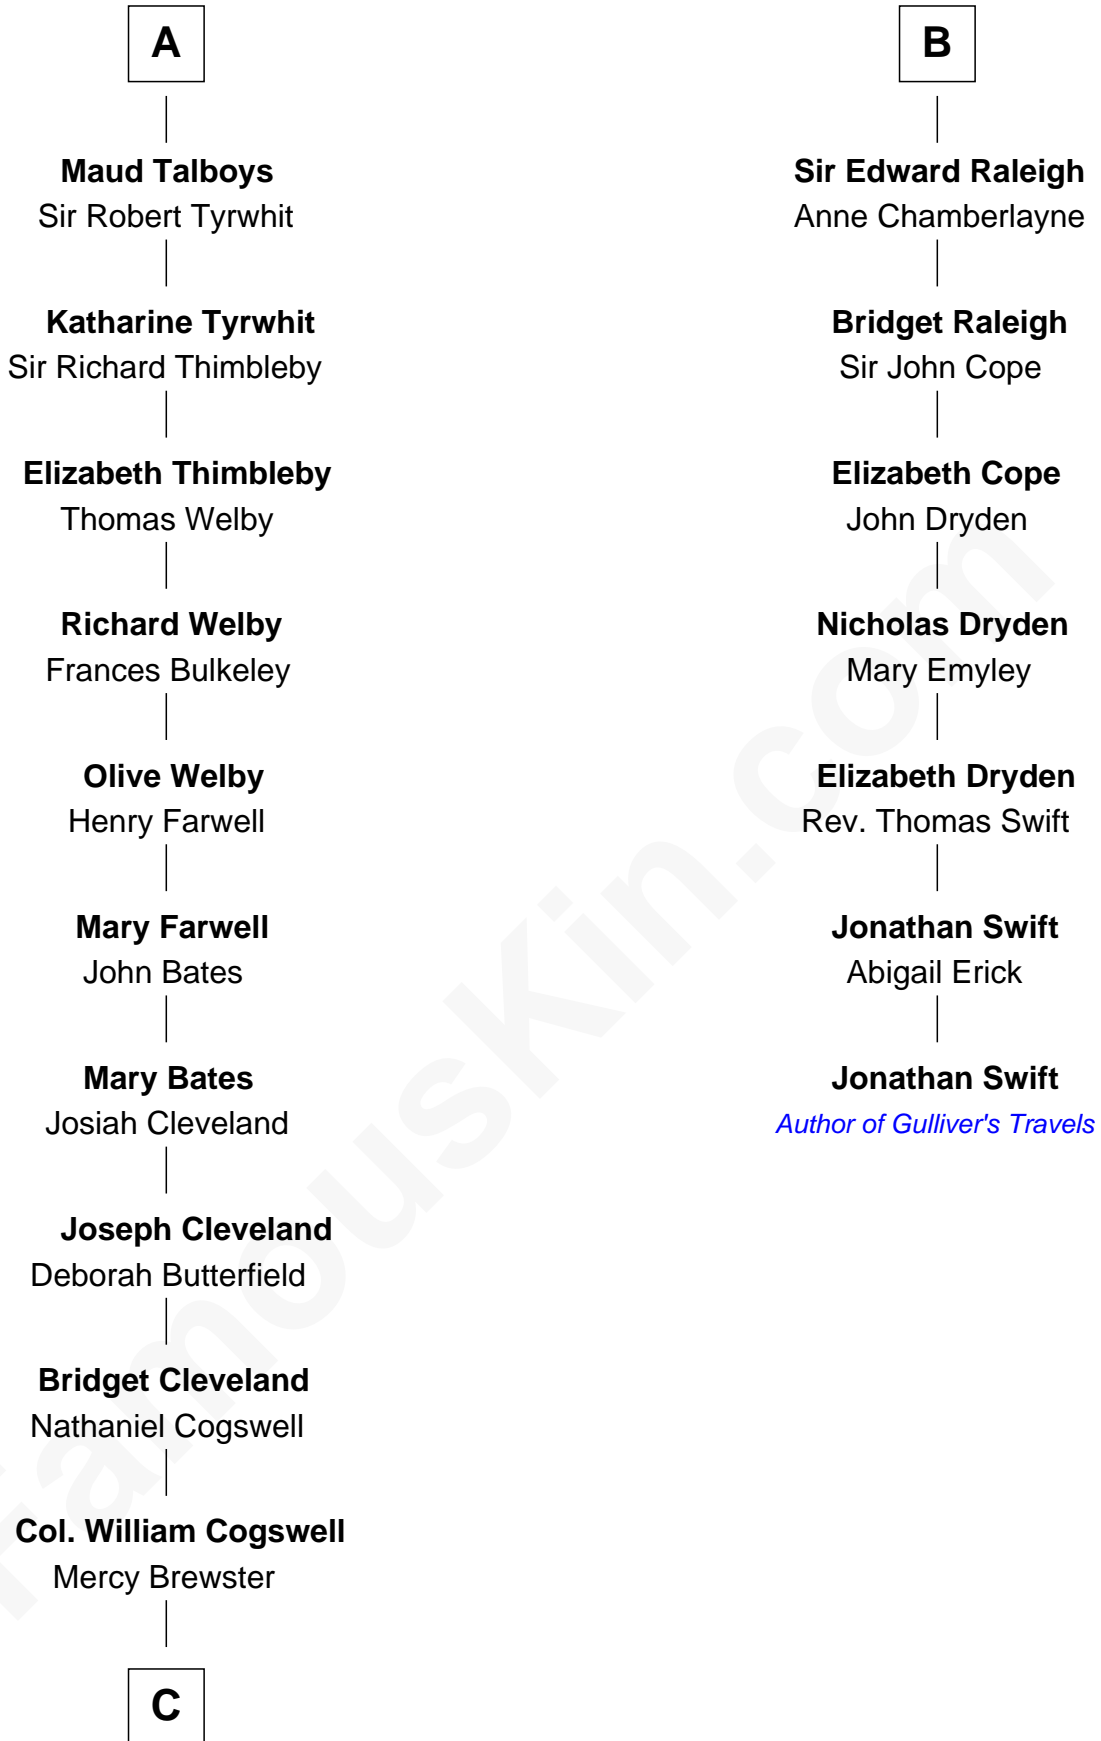 A
Maud Talboys
Sir Robert Tyrwhit
Katharine Tyrwhit
Sir Richard Thimbleby
Elizabeth Thimbleby
Thomas Welby
Richard Welby
Frances Bulkeley
Olive Welby
Henry Farwell
Mary Farwell
John Bates
Mary Bates
Josiah Cleveland
Joseph Cleveland
Deborah Butterfield
Bridget Cleveland
Nathaniel Cogswell
Col. William Cogswell
Mercy Brewster
C
B
Sir Edward Raleigh
Anne Chamberlayne
Bridget Raleigh
Sir John Cope
Elizabeth Cope
John Dryden
Nicholas Dryden
Mary Emyley
Elizabeth Dryden
Rev. Thomas Swift
Jonathan Swift
Abigail Erick
Jonathan Swift
Author of Gulliver's Travels
FamousKin.com